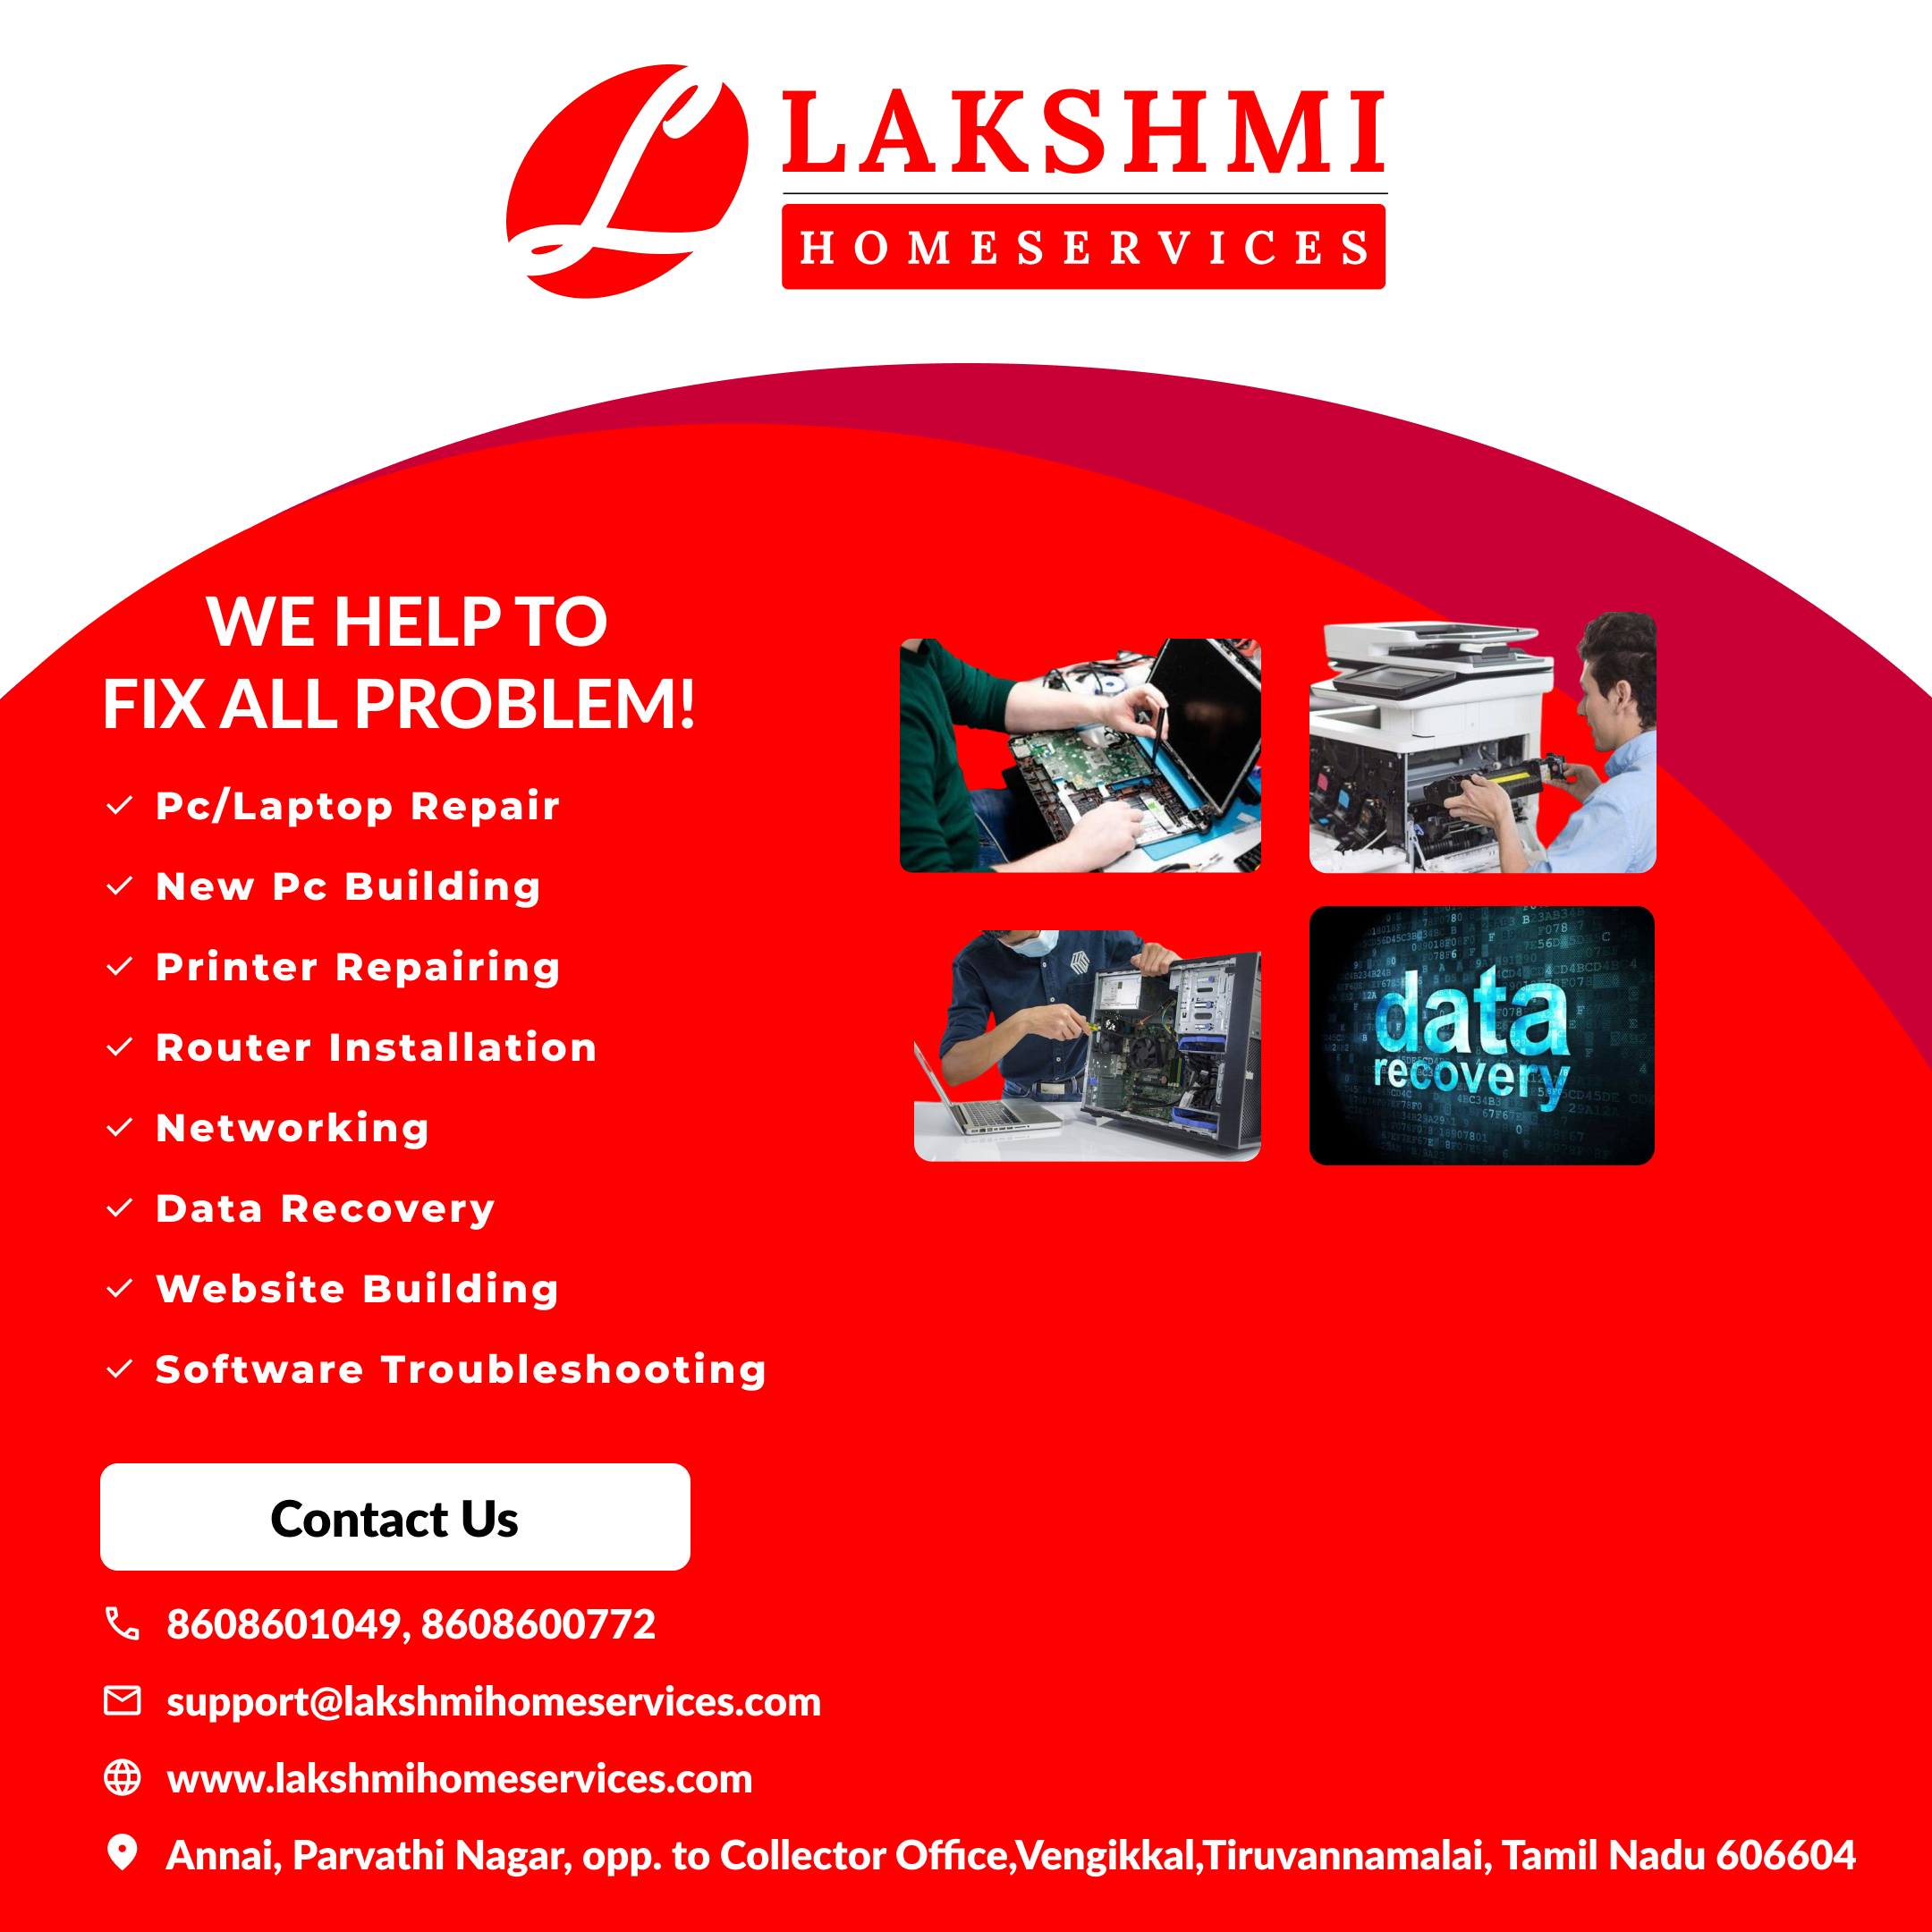 LAKSHMI
HOMESERVICES
WE HELP TO
FIX ALL PROBLEM!
Pc/Laptop Repair
New Pc Building
Printer Repairing
Router Installation
Networking
Data Recovery
Website Building
Software Troubleshooting
data
recovery
Contact Us
8608601049, 8608600772
support@lakshmihomeservices.com
www.lakshmihomeservices.com
Annai, Parvathi Nagar, opp. to Collector Office,Vengikkal,Tiruvannamalai, Tamil Nadu 606604